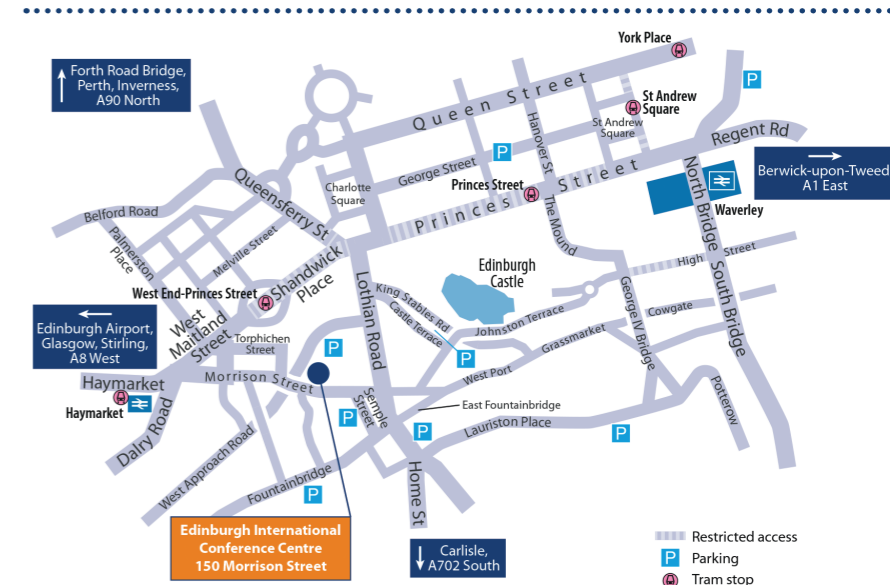 York Place
Forth Road Bridge,
Perth, Inverness,
A90 North
P
Queen Street
St Andrew
Square
St Andrew
Square
Hanover St
Regent Rd
P
George Street
Berwick-upon-Tweed
A1 East
Charlotte
Square
Princes Street
Princes Street
North Bridge
Waverley
Queensferry St
Belford Road
Palmerston
Place
Melville Street
The Mound
Shandwick
Place
High Street
West End-Princes Street
Edinburgh
Castle
Lothian Road
King Stables Rd
Castle Terrace
Johnston Terrace
George IV Bridge
South Bridge
Cowgate
Grassmarket
Edinburgh Airport,
Glasgow, Stirling,
A8 West
West
Maitland
Street
Torphichen
Street
P
P
West Port
Haymarket
Morrison Street
Haymarket
Semple
Street
East Fountainbridge
Potterow
P
P
Lauriston Place
P
Dalry Road
West Approach Road
Fountainbridge
P
Home St
Edinburgh International
Conference Centre
150 Morrison Street
Carlisle,
A702 South
Restricted access
P Parking
Tram stop